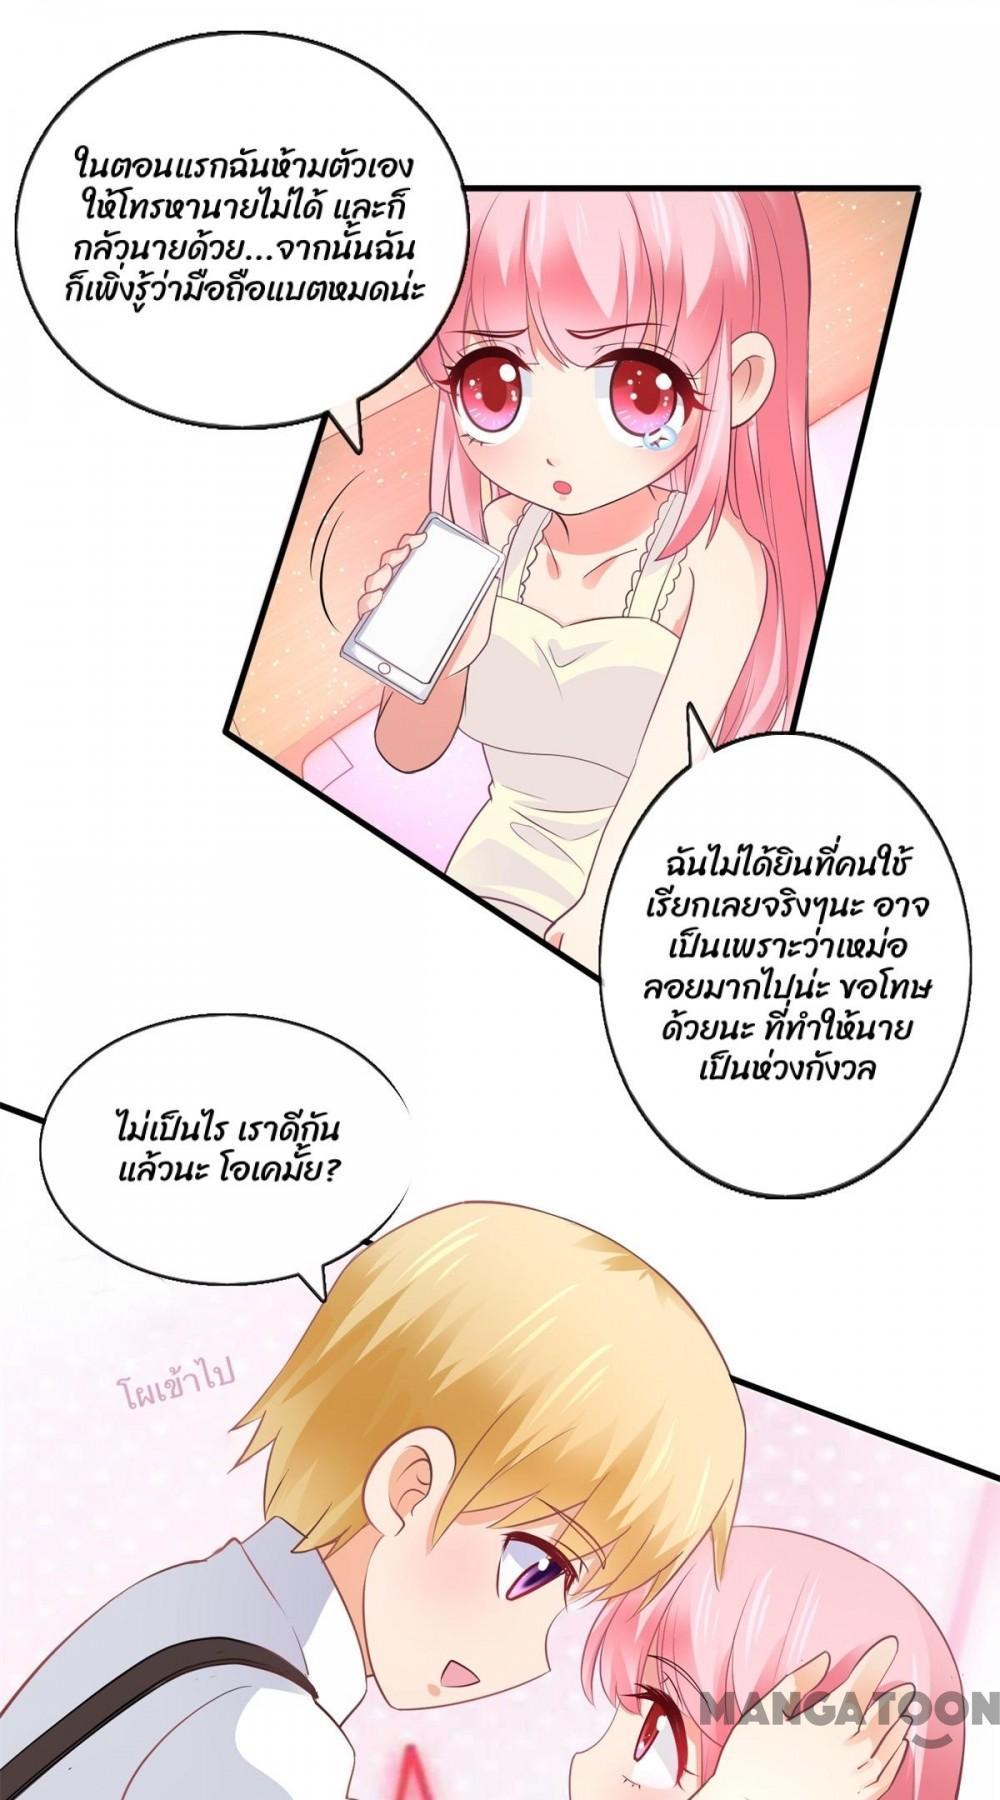 ในตอนแรกฉันห้ามตัวเอง
ให้โทรหานายไม่ได้ และก็
กลัวนายด้วย...จากนั้นฉัน
ก็เพิ่งรู้ว่ามือถือแบตหมดน่ะ
ฉันไม่ได้ยินที่คนใช้
เรียกเลยจริงๆนะ อาจ
เป็นเพราะว่าเหม่อ
ลอยมากไปน่ะ ขอโทษ
ด้วยนะ ที่ทำให้นาย
เป็นห่วงกังวล
ไม่เป็นไร เราดีกัน
แล้วนะ โอเคมั้ย?
โผเข้าไป
MANGATOON